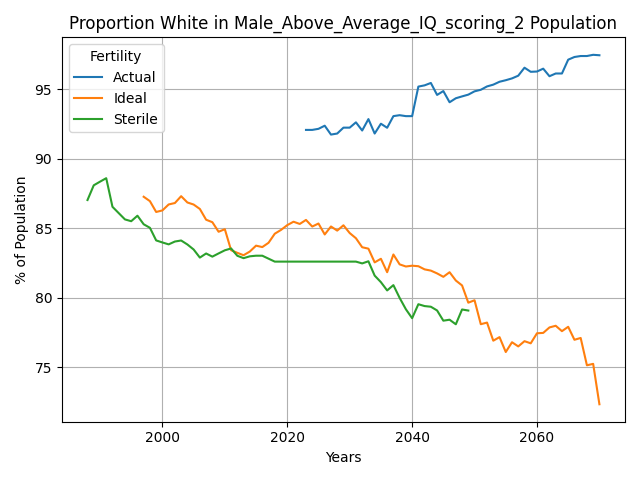 Proportion White in Male_Above_Average_IQ_scoring_2 Population
Fertility
Actual
Ideal
Sterile
% of Population
95
90
85
80
75
2000
2020
2040
2060
Years